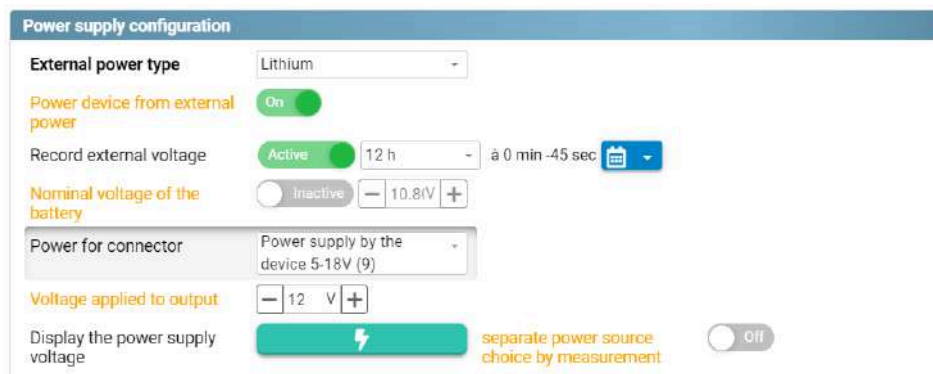 Power supply configuration
External power type Lithium
Power device from external power On
Record external voltage Active 12 h à 0 min -45 sec
Nominal voltage of the battery Inactive 10.8(V
Power for connector Power supply by the device 5-18V (9)
Voltage applied to output 12 V
Display the power supply voltage separate power source choice by measurement Off